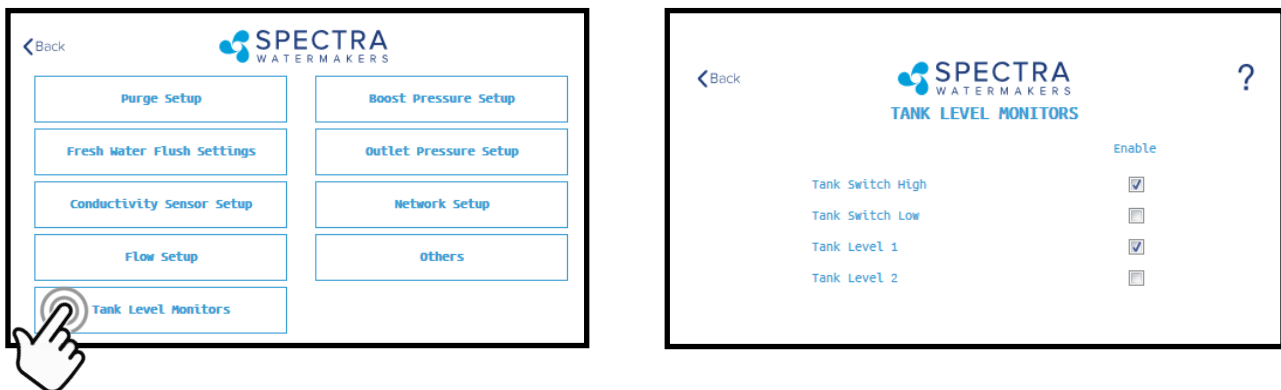 Back
SPECTRA
WATERMAKERS
Purge Setup
Boost Pressure Setup
Fresh Water Flush Settings
Outlet Pressure Setup
Conductivity Sensor Setup
Network Setup
Flow Setup
Others
Tank Level Monitors
Back
SPECTRA
WATERMAKERS
?
TANK LEVEL MONITORS
Enable
Tank Switch High
Tank Switch Low
Tank Level 1
Tank Level 2